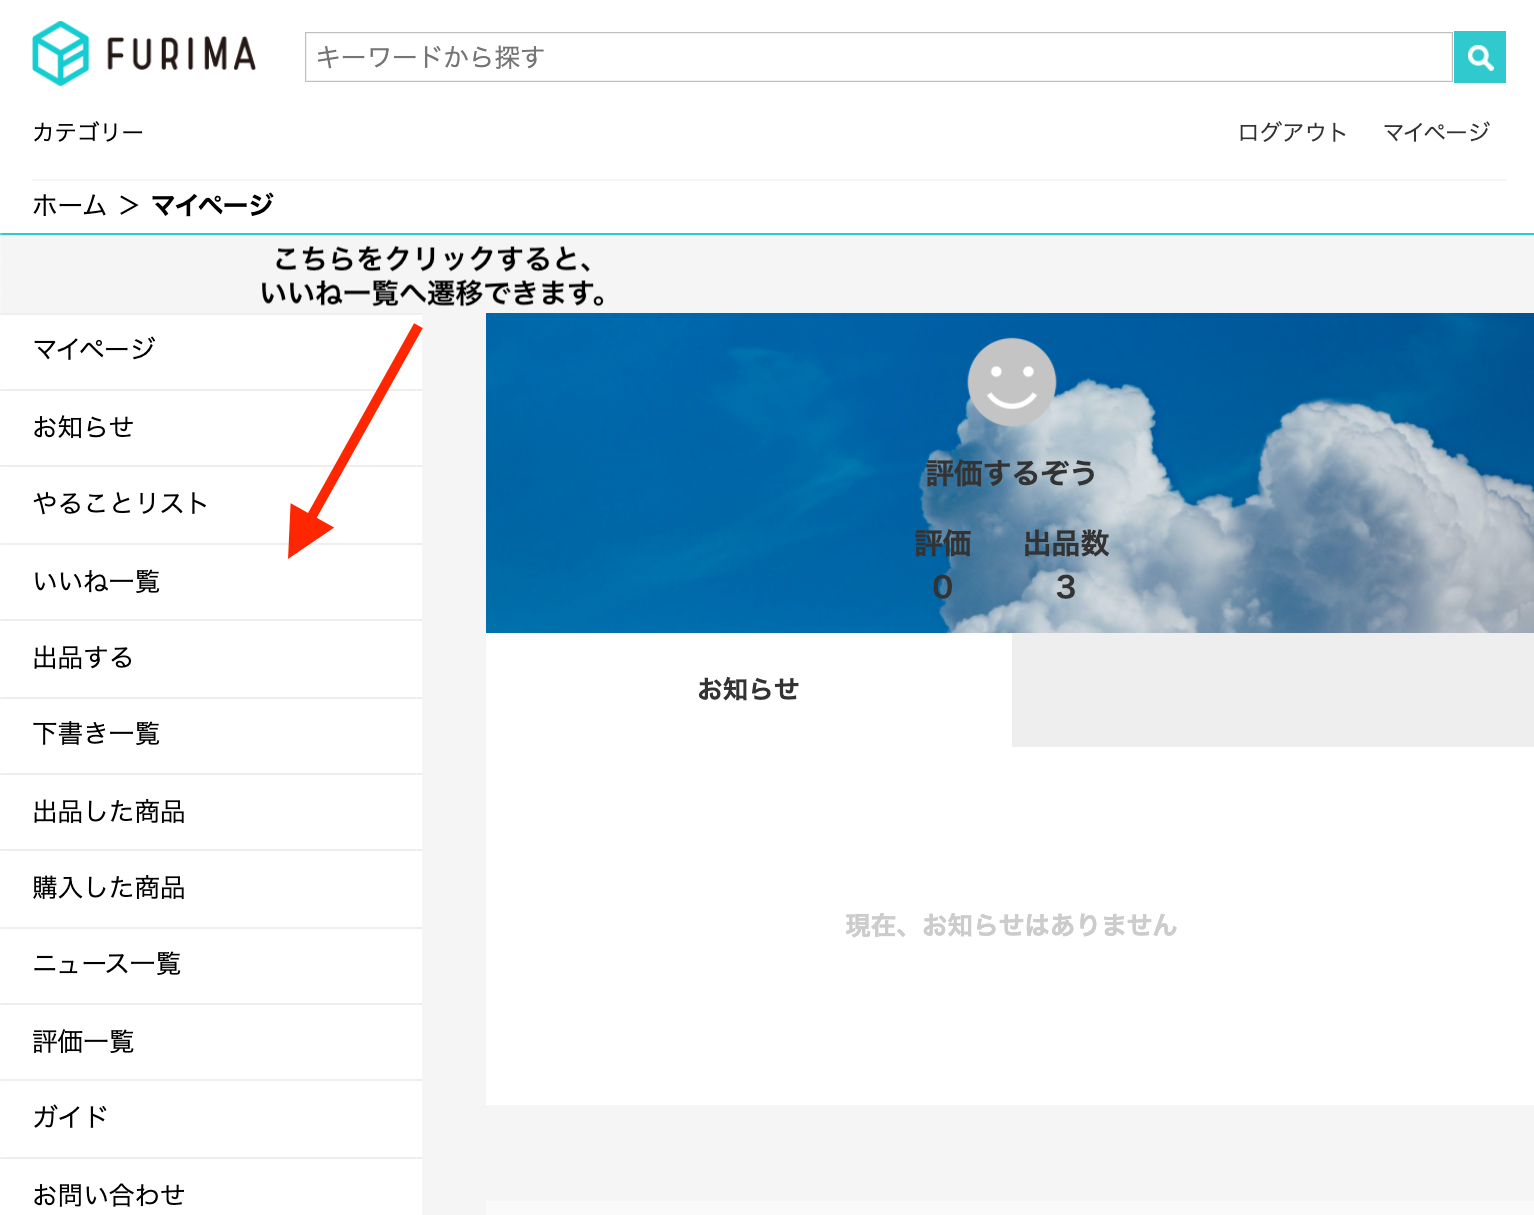 FURIMA
キーワードから探す
カテゴリー
ログアウト マイページ
ホーム ＞ マイページ
こちらをクリックすると、
いいね一覧へ遷移できます。
マイページ
お知らせ
やることリスト
いいね一覧
出品する
下書き一覧
出品した商品
購入した商品
ニュース一覧
評価一覧
ガイド
お問い合わせ
評価するぞう
評価 出品数
0 3
お知らせ
現在、お知らせはありません